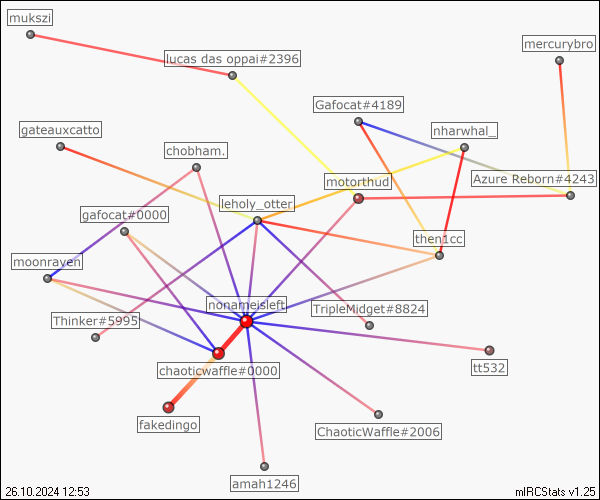 mukszi
mercurybro
lucas das oppai#2396
Gafocat#4189
gateauxcatto
nharwhal_
chobham.
motorthud
Azure Reborn#4243
leholy_otter
gafocat#0000
then1cc
moonraven
nonameisleft
TripleMidget#8824
Thinker#5995
chaoticwaffle#0000
tt532
fakedingo
ChaoticWaffle#2006
amah1246
26.10.2024 12:53
mIRCStats v1.25